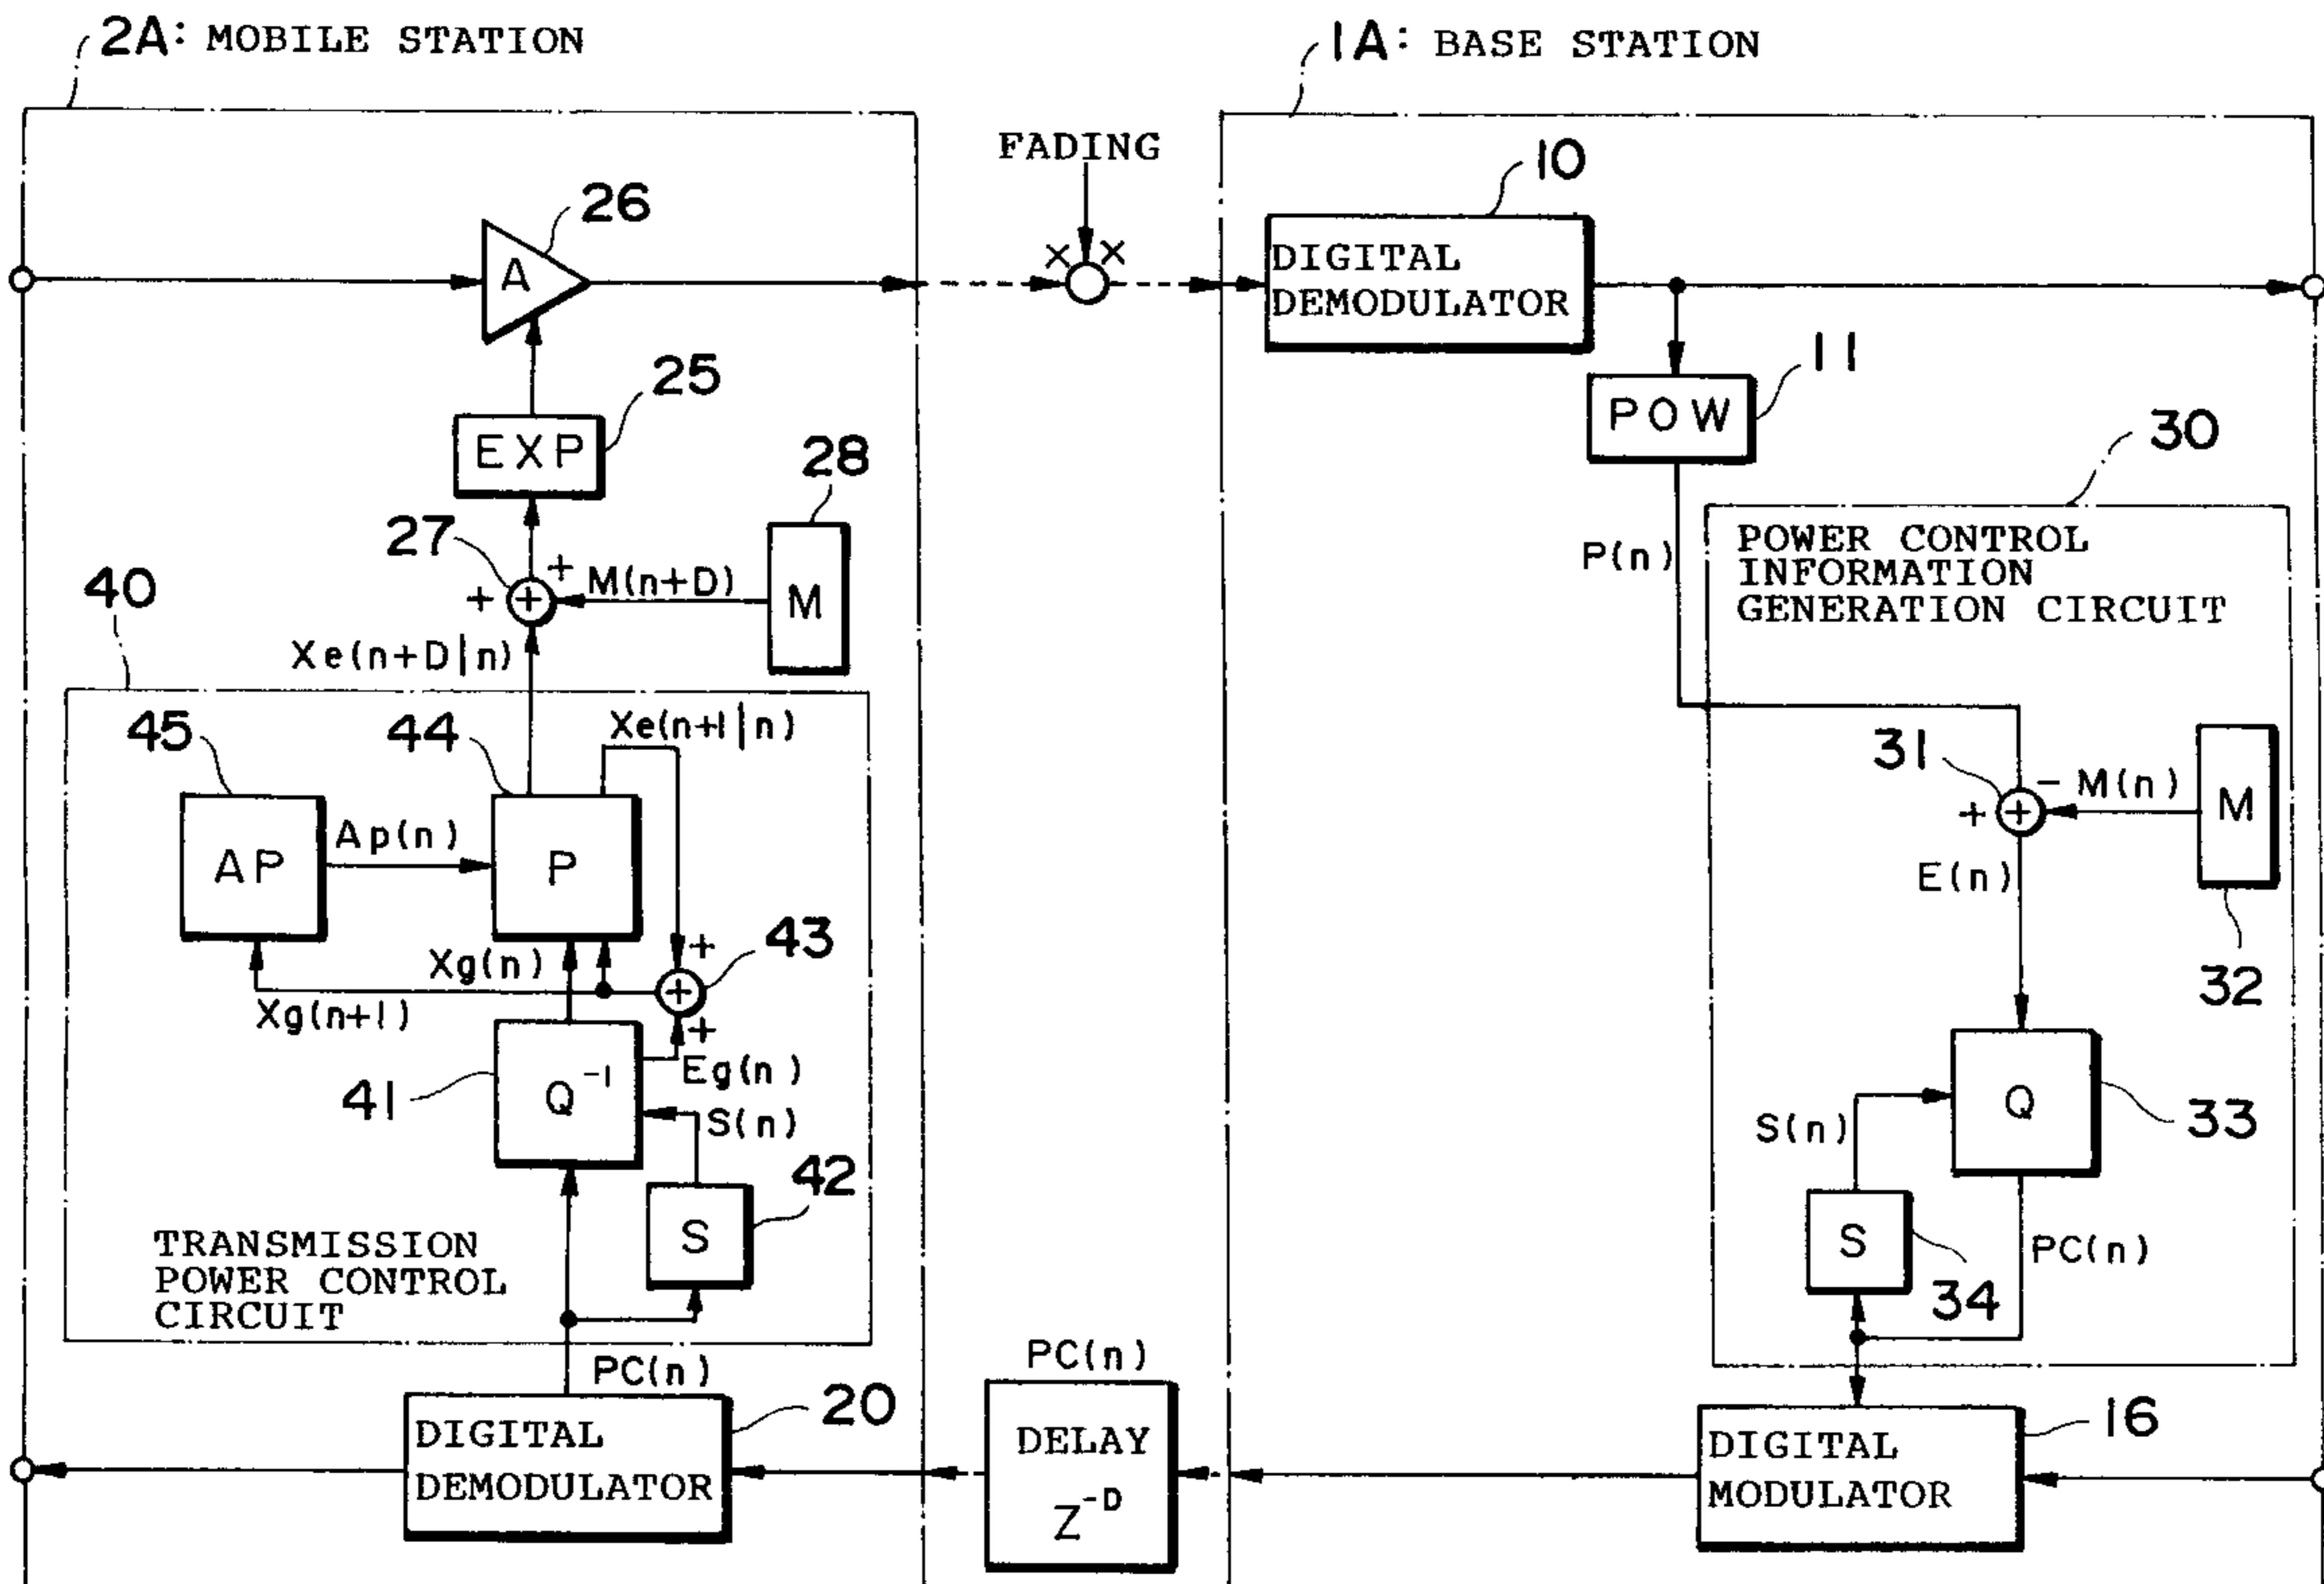 2A: MOBILE STATION
1A: BASE STATION
FADING
10
26
A
× ×
DIGITAL
DEMODULATOR
25
11
EXP
POW
28
30
27
+
+ + M(n+D)
M
P(n)
POWER CONTROL
INFORMATION
GENERATION CIRCUIT
40
Xe(n+D|n)
45
44
Xe(n+1|n)
31
- M(n)
+ +
M
Ap(n)
AP
P
E(n)
43
+
Xg(n)
+
32
Xg(n+1)
+
Eg(n)
41
Q⁻¹
S(n)
Q
33
S(n)
42
S
S
PC(n)
34
TRANSMISSION
POWER CONTROL
CIRCUIT
PC(n)
PC(n)
20
16
DIGITAL
DEMODULATOR
DELAY
Z⁻ᴰ
DIGITAL
MODULATOR